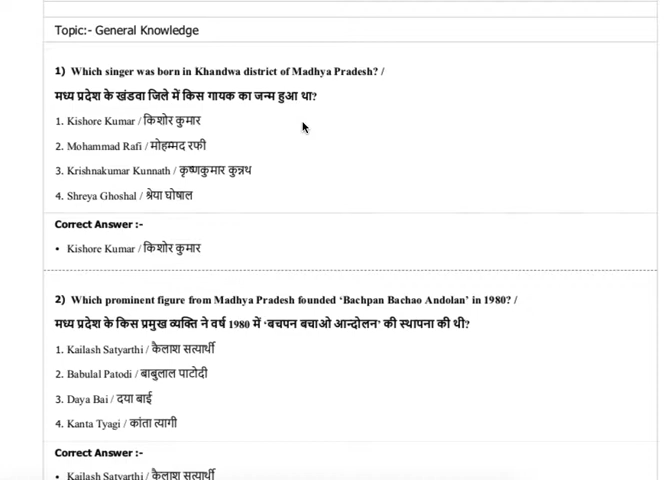 Topic:- General Knowledge
1) Which singer was born in Khandwa district of Madhya Pradesh? /
मध्य प्रदेश के खंडवा जिले में किस गायक का जन्म हुआ था?
1. Kishore Kumar / किशोर कुमार
2. Mohammad Rafi / मोहम्मद रफी
3. Krishnakumar Kunnath / कृष्णकुमार कुन्नथ
4. Shreya Ghoshal / श्रेया घोषाल
Correct Answer :-
• Kishore Kumar / किशोर कुमार
2) Which prominent figure from Madhya Pradesh founded ‘Bachpan Bachao Andolan’ in 1980? /
मध्य प्रदेश के किस प्रमुख व्यक्ति ने वर्ष 1980 में ‘बचपन बचाओ आन्दोलन’ की स्थापना की थी?
1. Kailash Satyarthi / कैलाश सत्यार्थी
2. Babulal Patodi / बाबुलाल पाटोदी
3. Daya Bai / दया बाई
4. Kanta Tyagi / कांता त्यागी
Correct Answer :-
• Kailash Satyarthi / कैलाश सत्यार्थी